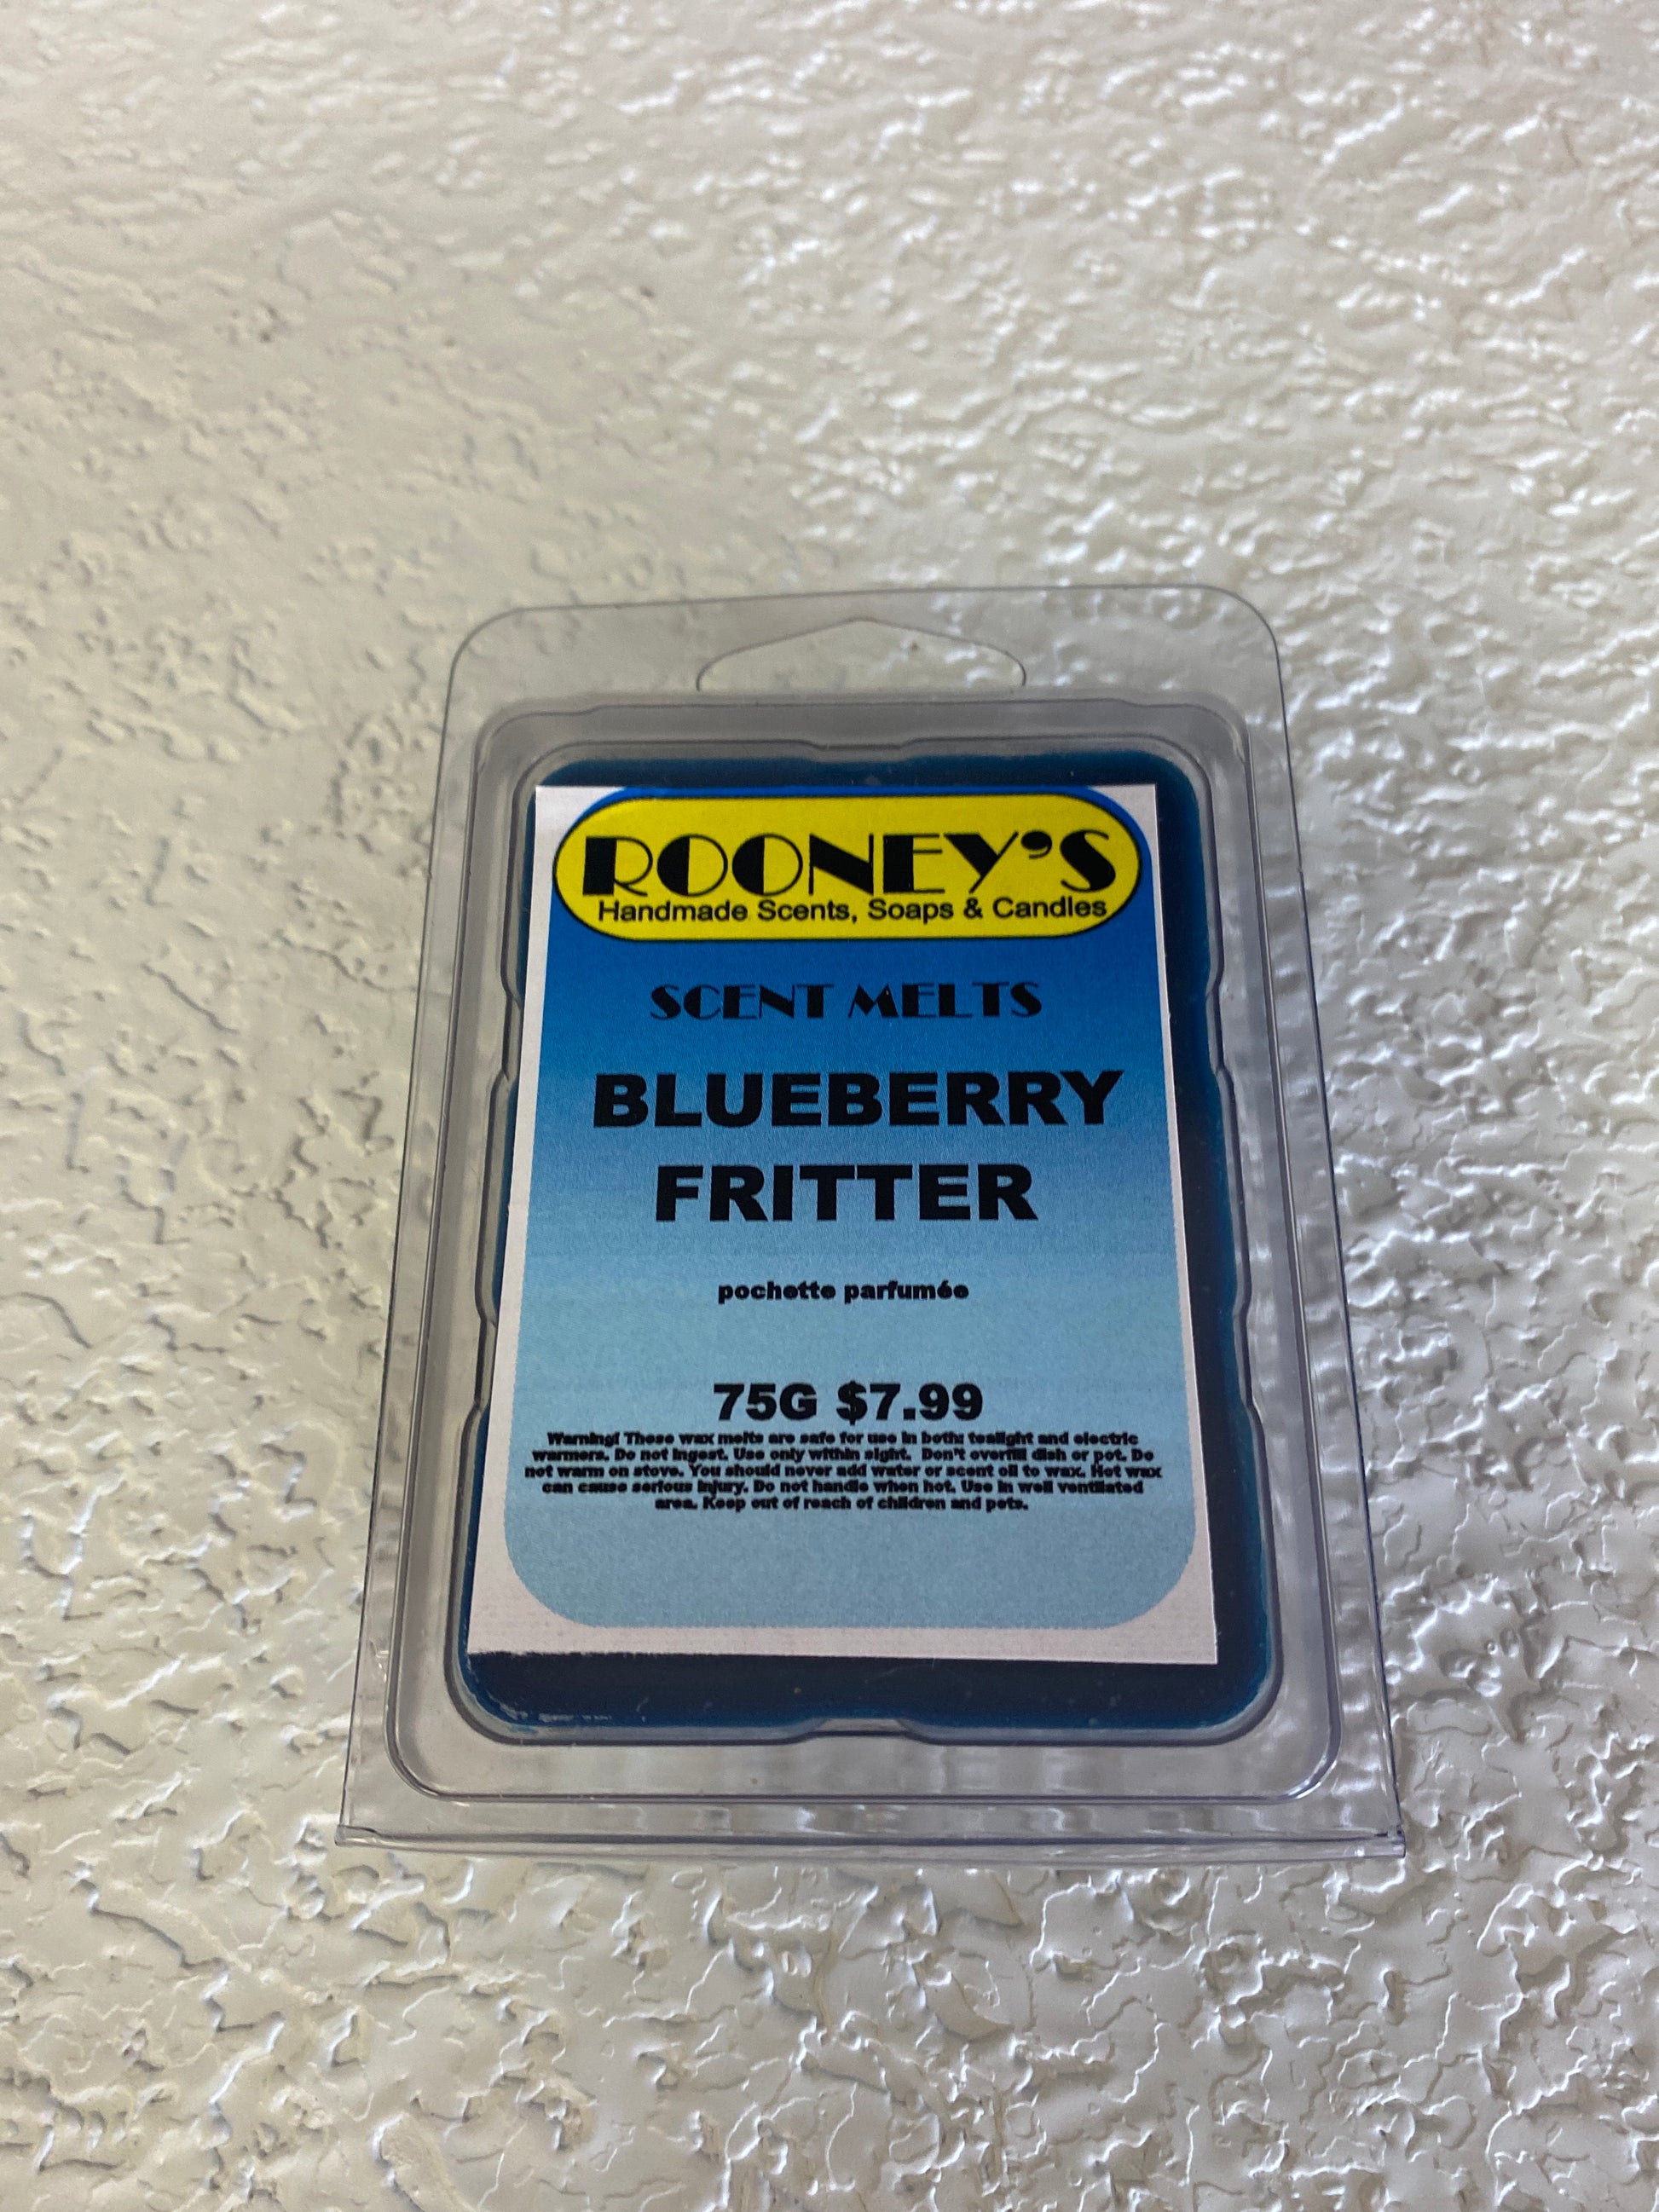 ROONEY'S
Handmade Scents, Soaps & Candles
SCENT MELTS
BLUEBERRY
FRITTER
pochette parfumée
75G $7.99
Warning! These wax melts are safe for use in both: tealight and electric
warmers. Do not ingest. Use only within sight. Don't overfill dish or pot. Do
not warm on stove. You should never add water or scent oil to wax. Hot wax
can cause serious injury. Do not handle when hot. Use in well ventilated
area. Keep out of reach of children and pets.